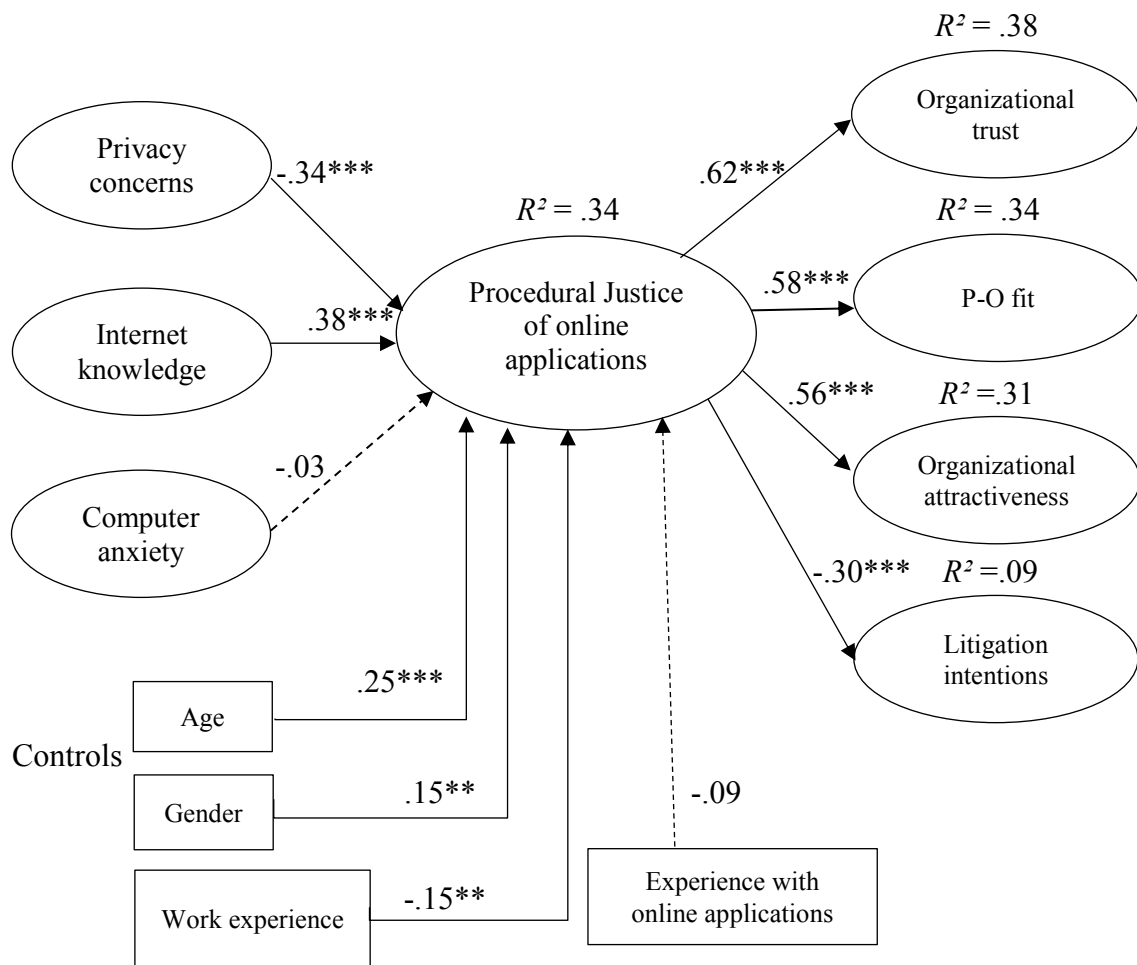 R² = .38
Organizational
trust
Privacy
concerns
-.34***
.62***
R² = .34
R² = .34
Procedural Justice
of online
applications
.58***
P-O fit
Internet
knowledge
.38***
.56***
R² =.31
Organizational
attractiveness
-.03
Computer
anxiety
-.30***
R² =.09
Litigation
intentions
.25***
Age
Controls
.15**
Gender
-.09
-.15**
Work experience
Experience with
online applications